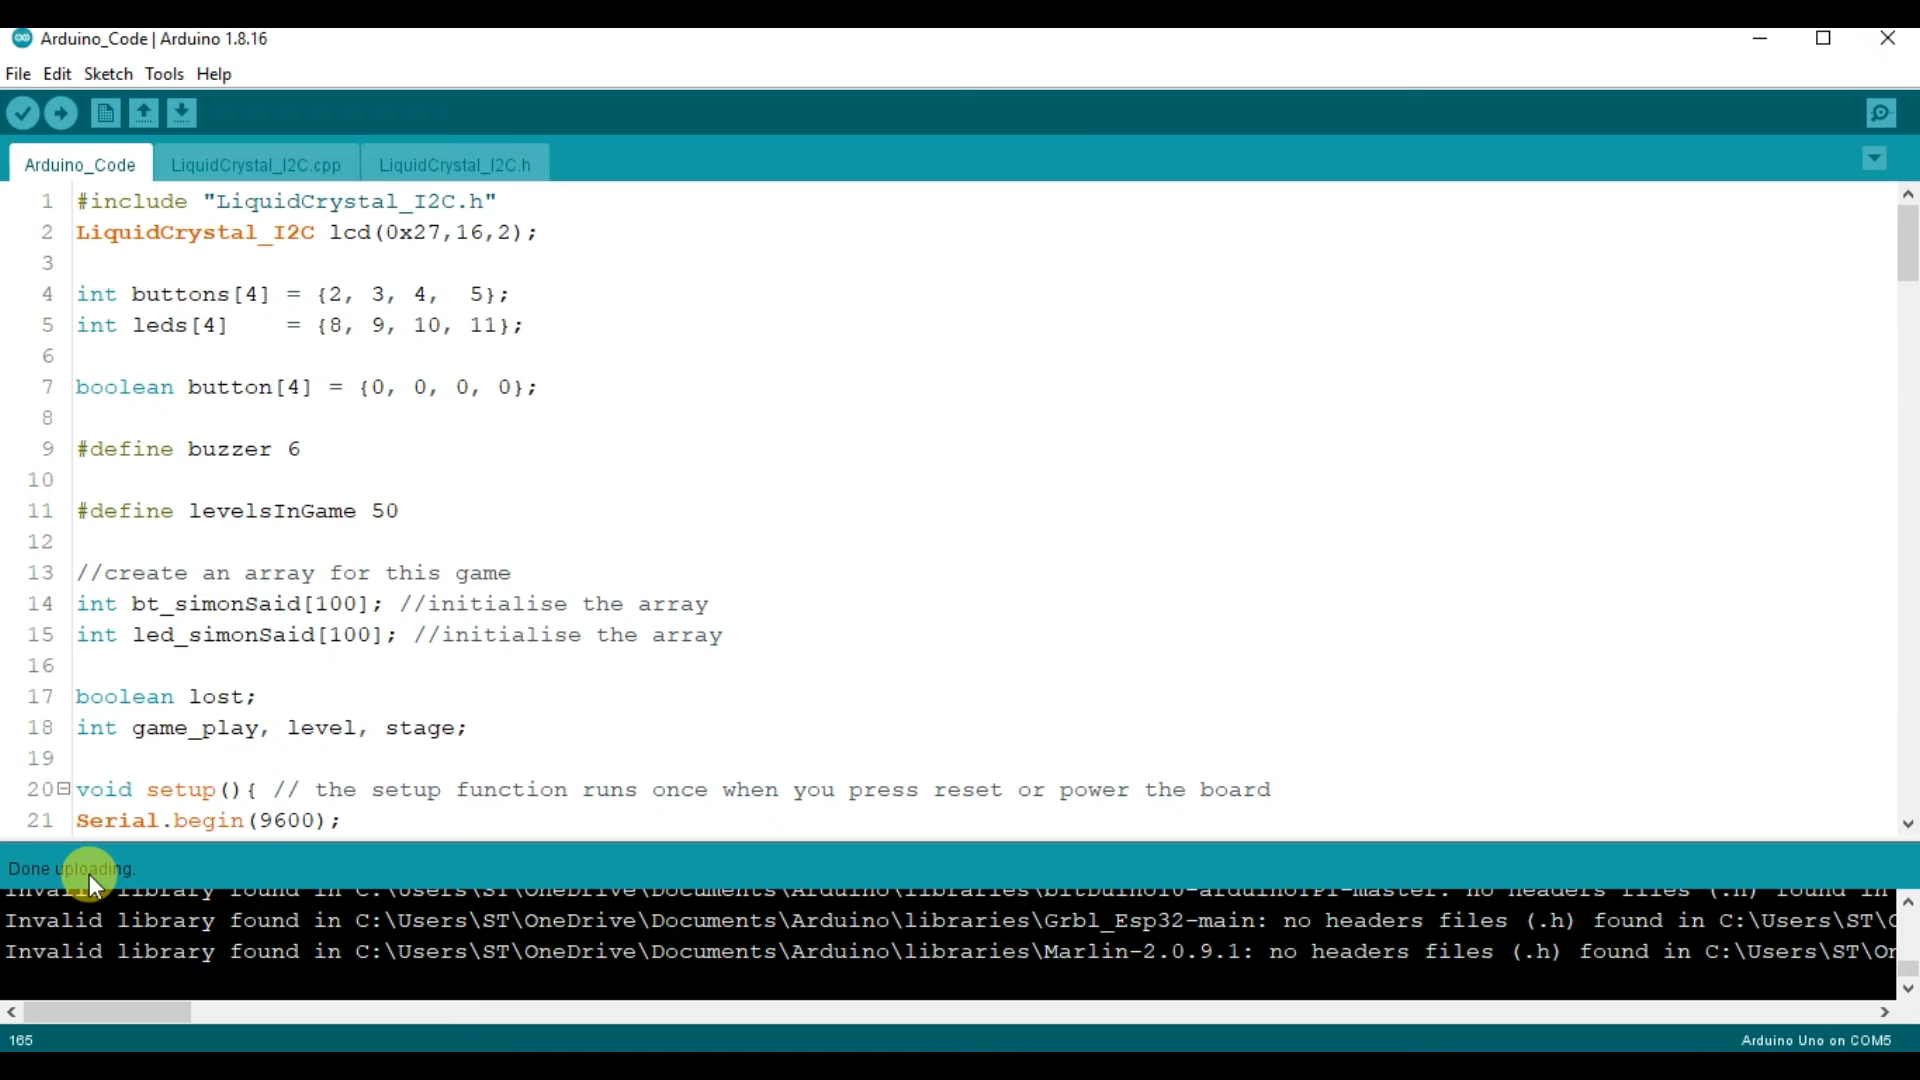 Arduino_Code | Arduino 1.8.16
File Edit Sketch Tools Help
Arduino_Code LiquidCrystal_I2C.cpp LiquidCrystal_I2C.h
1 #include "LiquidCrystal_I2C.h"
2 LiquidCrystal_I2C lcd(0x27,16,2);
3
4 int buttons[4] = {2, 3, 4, 5};
5 int leds[4] = {8, 9, 10, 11};
6
7 boolean button[4] = {0, 0, 0, 0};
8
9 #define buzzer 6
10
11 #define levelsInGame 50
12
13 //create an array for this game
14 int bt_simonSaid[100]; //initialise the array
15 int led_simonSaid[100]; //initialise the array
16
17 boolean lost;
18 int game_play, level, stage;
19
20 void setup(){ // the setup function runs once when you press reset or power the board
21 Serial.begin(9600);
Done uploading.
Invalid library found in C:\Users\ST\OneDrive\Documents\Arduino\libraries\bitDuino10-arduinoIPI-master: no headers files (.h) found in
Invalid library found in C:\Users\ST\OneDrive\Documents\Arduino\libraries\Grbl_Esp32-main: no headers files (.h) found in C:\Users\ST\
Invalid library found in C:\Users\ST\OneDrive\Documents\Arduino\libraries\Marlin-2.0.9.1: no headers files (.h) found in C:\Users\ST\
165 Arduino Uno on COM5